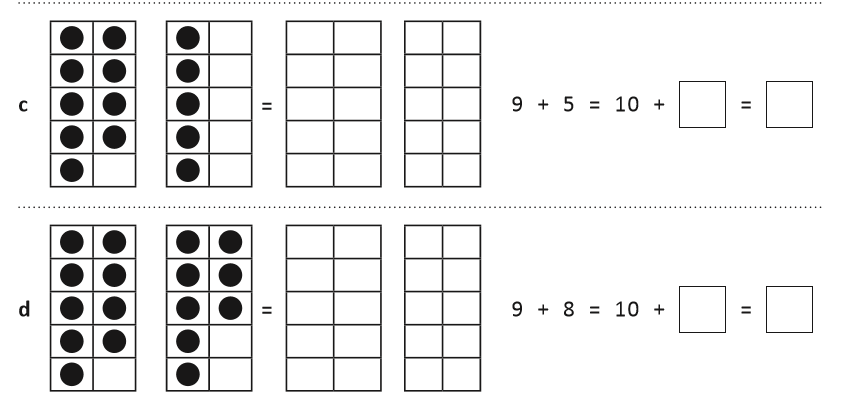 c = 9 + 5 = 10 + =
d = 9 + 8 = 10 + =